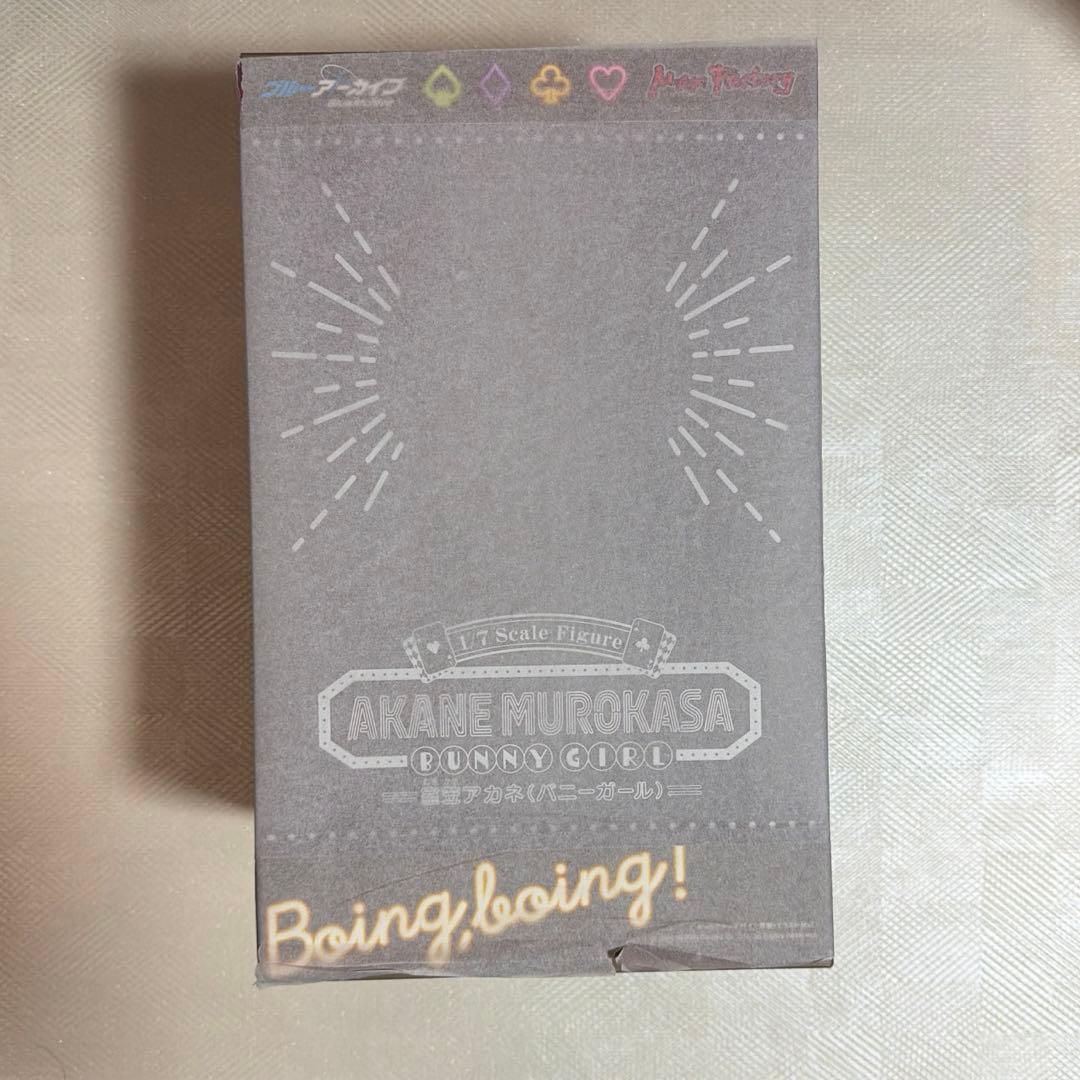 ブルーアーカイブ
Max Factory
1/7 Scale Figure
AKANE MUROKASA
BUNNY GIRL
室笠アカネ(バニーガール)
Boing,boing!